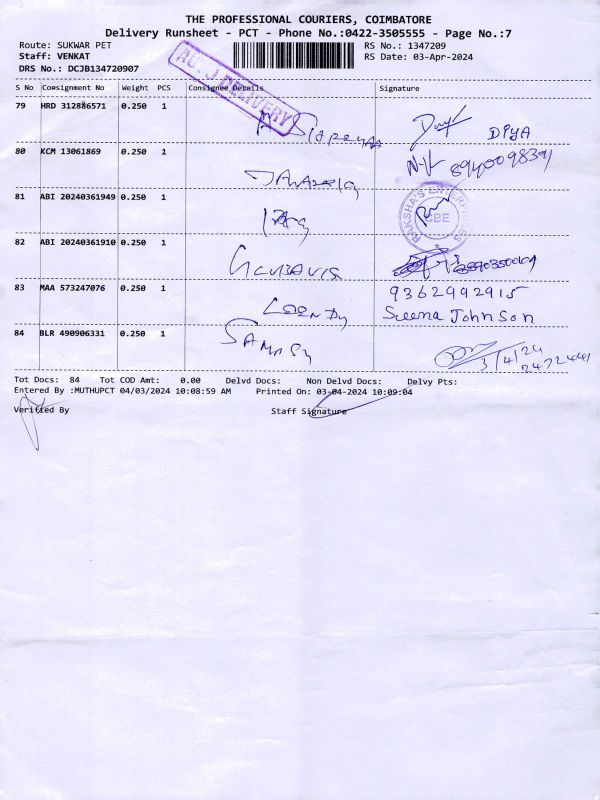 THE PROFESSIONAL COURIERS, COIMBATORE
Delivery Runsheet - PCT - Phone No.:0422-3505555 - Page No.:7
Route: SUKWAR PET RS No.: 1347209
Staff: VENKAT RS Date: 03-Apr-2024
DRS No.: DCJB134720907
AUTO DELIVERY
S No Consignment No Weight PCS Consignee Details Signature
79 HRD 312886571 0.250 1
DIYA
80 KCM 13061869 0.250 1
81 ABI 20240361949 0.250 1
RAKSHA'S ENTERPRISES
CBE
82 ABI 20240361910 0.250 1
83 MAA 573247076 0.250 1 9362992915
Sreena Johnson
84 BLR 490906331 0.250 1
3/4/24
Tot Docs: 84 Tot COD Amt: 0.00 Delvd Docs: Non Delvd Docs: Delvy Pts:
Entered By :MUTHUPCT 04/03/2024 10:08:59 AM Printed On: 03-04-2024 10:09:04
Verified By Staff Signature